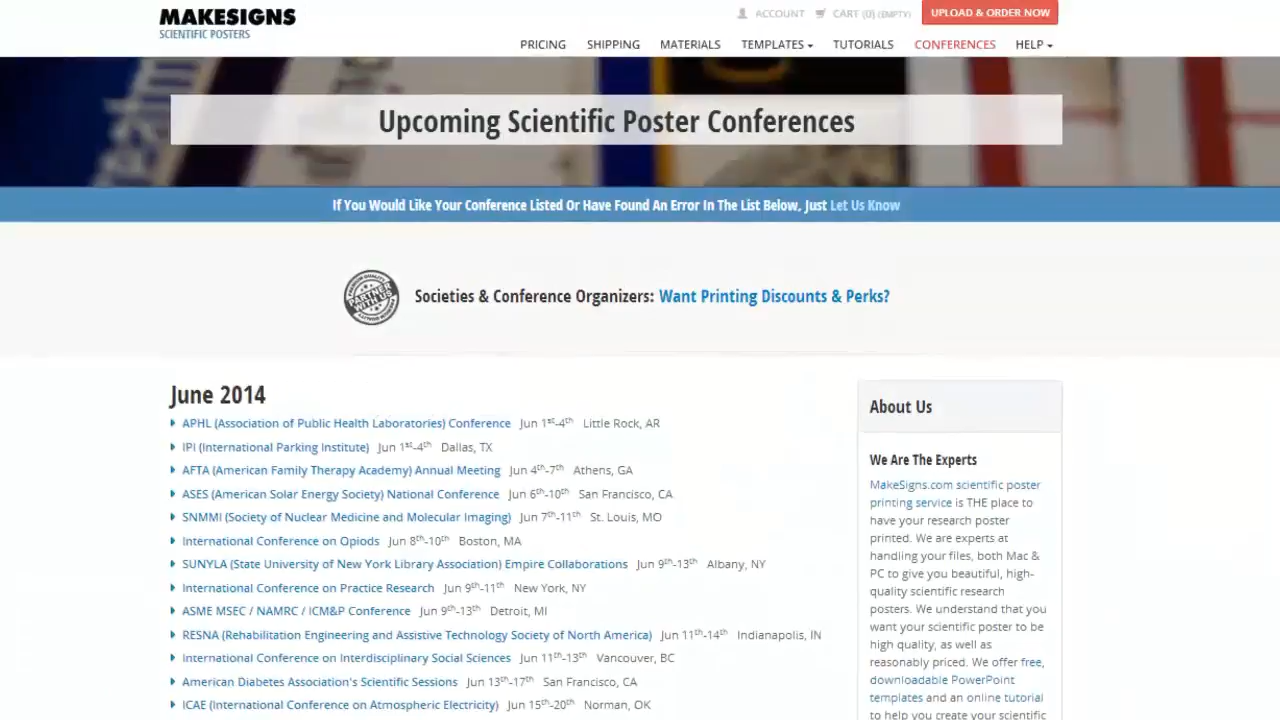 MAKESIGNS
SCIENTIFIC POSTERS
ACCOUNT CART (0) (EMPTY) UPLOAD & ORDER NOW
PRICING SHIPPING MATERIALS TEMPLATES TUTORIALS CONFERENCES HELP
Upcoming Scientific Poster Conferences
If You Would Like Your Conference Listed Or Have Found An Error In The List Below, Just Let Us Know
PARTNER WITH US
Societies & Conference Organizers: Want Printing Discounts & Perks?
June 2014
APHL (Association of Public Health Laboratories) Conference Jun 1st-4th Little Rock, AR
IPI (International Parking Institute) Jun 1st-4th Dallas, TX
AFTA (American Family Therapy Academy) Annual Meeting Jun 4th-7th Athens, GA
ASES (American Solar Energy Society) National Conference Jun 6th-10th San Francisco, CA
SNMMI (Society of Nuclear Medicine and Molecular Imaging) Jun 7th-11th St. Louis, MO
International Conference on Opiods Jun 8th-10th Boston, MA
SUNYLA (State University of New York Library Association) Empire Collaborations Jun 9th-13th Albany, NY
International Conference on Practice Research Jun 9th-11th New York, NY
ASME MSEC / NAMRC / ICM&P Conference Jun 9th-13th Detroit, MI
RESNA (Rehabilitation Engineering and Assistive Technology Society of North America) Jun 11th-14th Indianapolis, IN
International Conference on Interdisciplinary Social Sciences Jun 11th-13th Vancouver, BC
American Diabetes Association's Scientific Sessions Jun 13th-17th San Francisco, CA
ICAE (International Conference on Atmospheric Electricity) Jun 15th-20th Norman, OK
About Us
We Are The Experts
MakeSigns.com scientific poster
printing service is THE place to
have your research poster
printed. We are experts at
handling your files, both Mac &
PC to give you beautiful, high-
quality scientific research
posters. We understand that you
want your scientific poster to be
high quality, as well as
reasonably priced. We offer free,
downloadable PowerPoint
templates and an online tutorial
to help you create your scientific